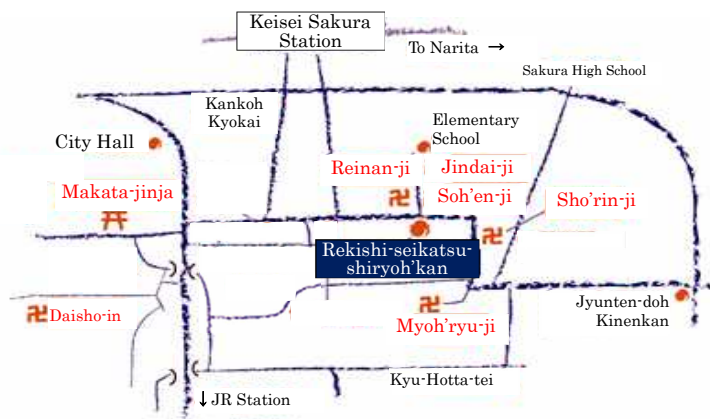 Keisei Sakura
Station
To Narita →
Sakura High School
Kankoh
Kyokai
Elementary
School
City Hall
Reinan-ji
Jindai-ji
Makata-jinja
Soh'en-ji
Sho'rin-ji
Rekishi-seikatsu-
shiryoh'kan
Daisho-in
Myoh'ryu-ji
Jyunten-doh
Kinenkan
Kyu-Hotta-tei
↓JR Station